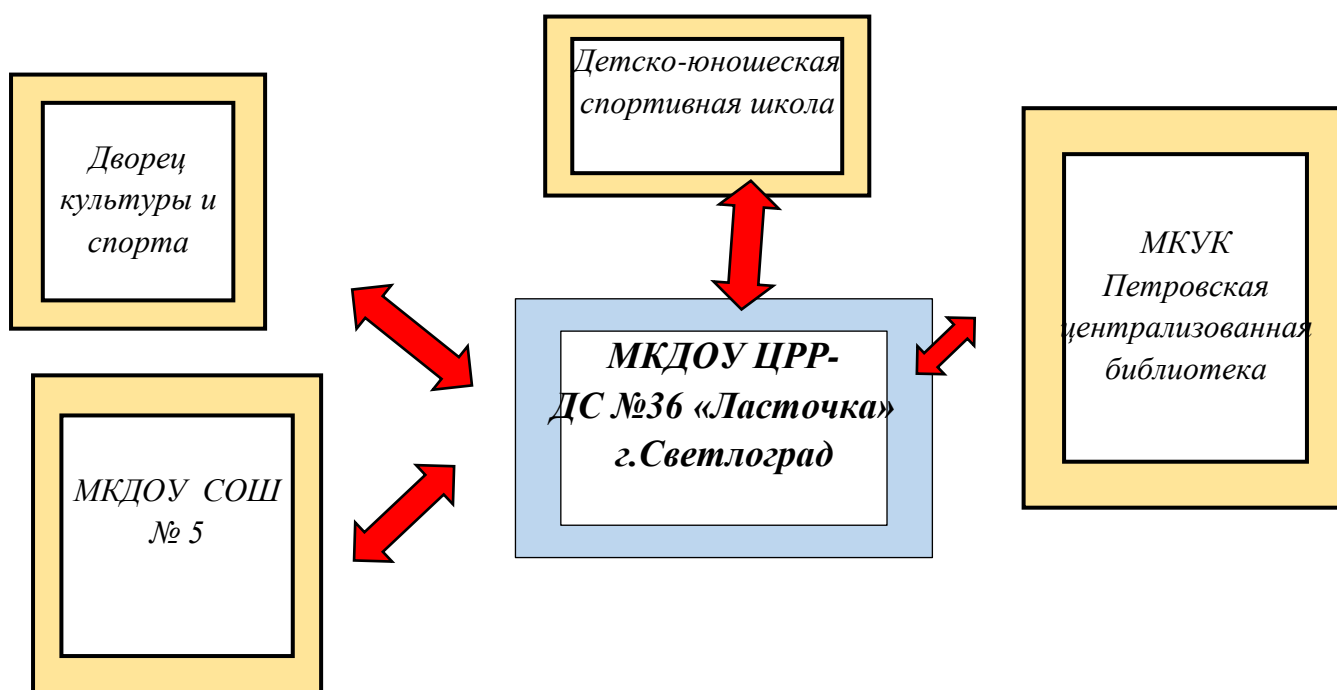 Детско-юношеская
спортивная школа
Дворец
культуры и
спорта
МКУК
Петровская
централизованная
библиотека
МКДОУ ЦРР-
ДС №36 «Ласточка»
г.Светлоград
МКДОУ СОШ
№ 5